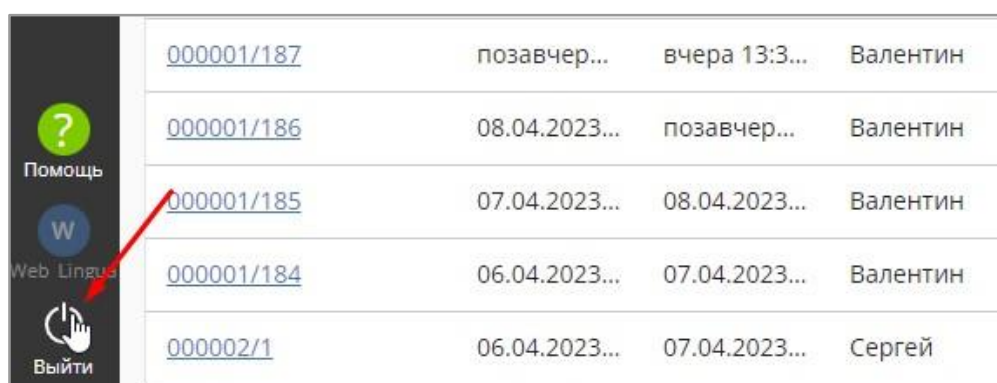 000001/187 позавчер... вчера 13:3... Валентин
?
000001/186 08.04.2023... позавчер... Валентин
Помощь
000001/185 07.04.2023... 08.04.2023... Валентин
W
Web Lingua
000001/184 06.04.2023... 07.04.2023... Валентин
000002/1 06.04.2023... 07.04.2023... Сергей
Выйти